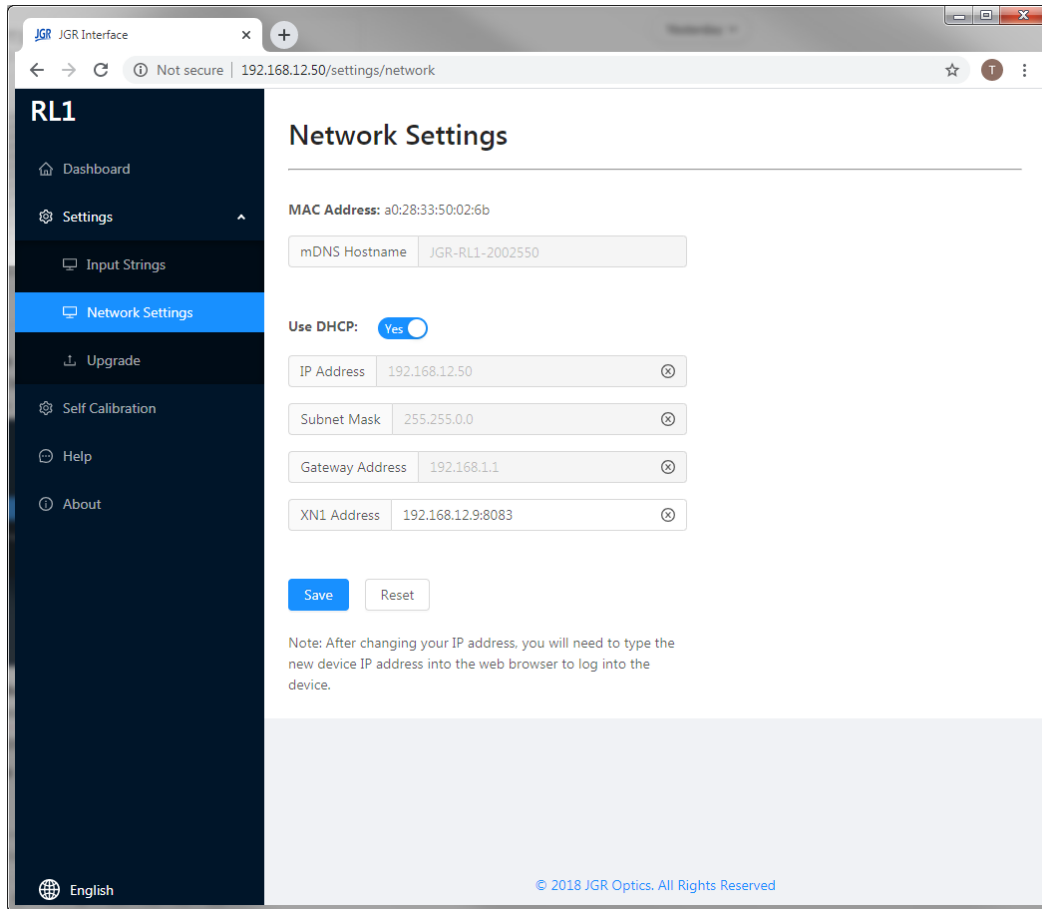 JGR JGR Interface
Not secure | 192.168.12.50/settings/network
T
RL1
Dashboard
Settings
Input Strings
Network Settings
Upgrade
Self Calibration
Help
About
English
Network Settings
MAC Address: a0:28:33:50:02:6b
mDNS Hostname JGR-RL1-2002550
Use DHCP: Yes
IP Address 192.168.12.50
Subnet Mask 255.255.0.0
Gateway Address 192.168.1.1
XN1 Address 192.168.12.9:8083
Save Reset
Note: After changing your IP address, you will need to type the
new device IP address into the web browser to log into the
device.
© 2018 JGR Optics. All Rights Reserved